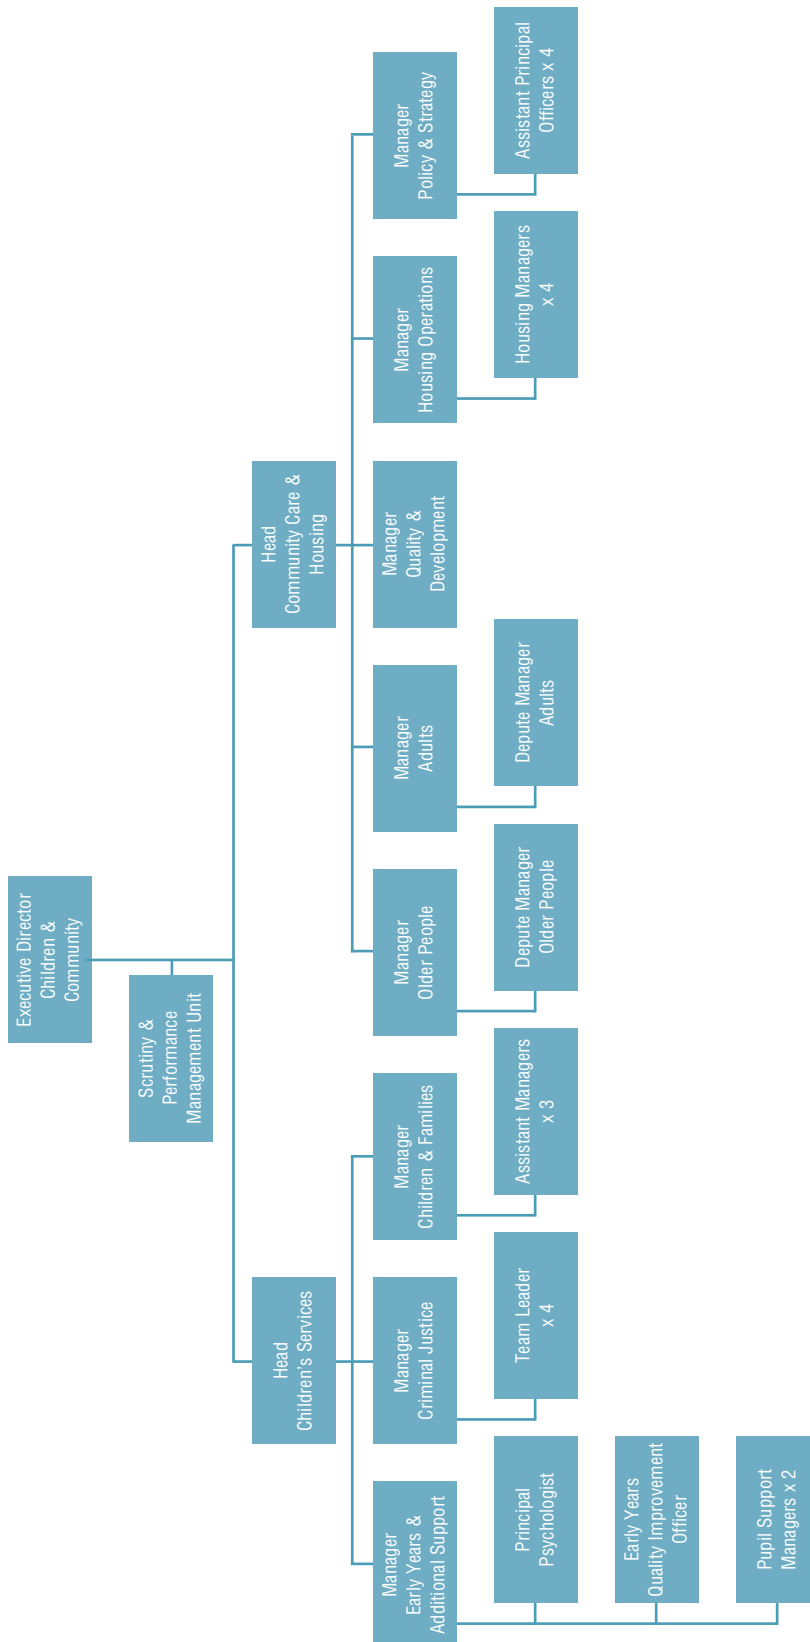 Executive Director
Children &
Community
Scrutiny &
Performance
Management Unit
Head
Children's Services
Head
Community Care &
Housing
Manager
Early Years &
Additional Support
Manager
Criminal Justice
Manager
Children & Families
Manager
Older People
Manager
Adults
Manager
Quality &
Development
Manager
Housing Operations
Manager
Policy & Strategy
Principal
Psychologist
Team Leader
x 4
Assistant Managers
x 3
Depute Manager
Older People
Depute Manager
Adults
Housing Managers
x 4
Assistant Principal
Officers x 4
Early Years
Quality Improvement
Officer
Pupil Support
Managers x 2